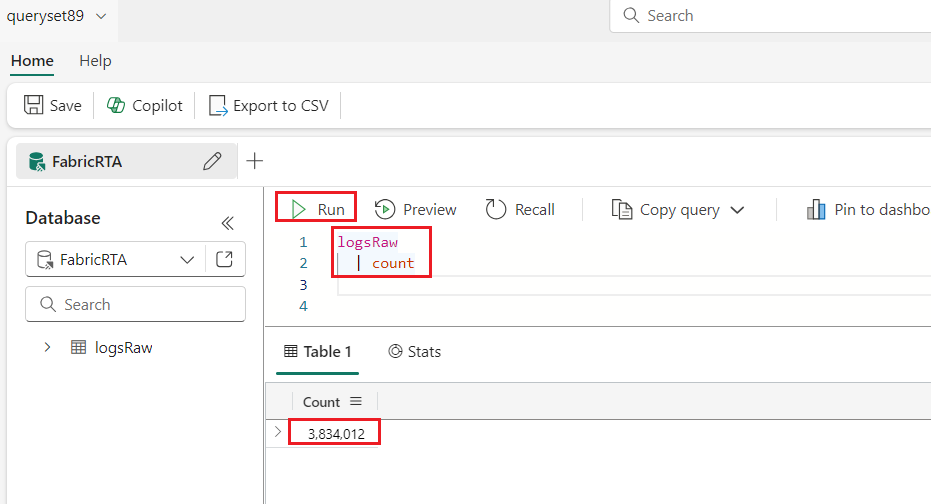 queryset89
Search
Home Help
Save Copilot Export to CSV
FabricRTA
Database
FabricRTA
Search
logsRaw
Run Preview Recall Copy query Pin to dashbo
1 logsRaw
2 | count
3
4
Table 1 Stats
Count
3,834,012